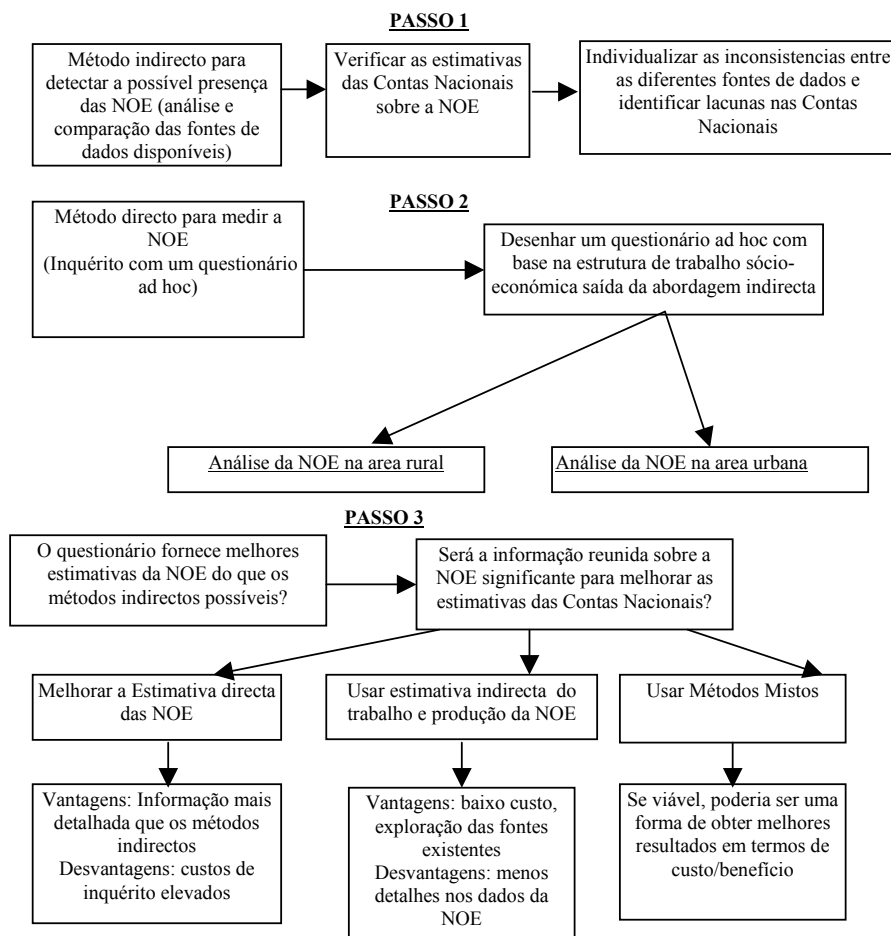 PASSO 1
Método indirecto para
detectar a possível presença
das NOE (análise e
comparação das fontes de
dados disponíveis)
Verificar as estimativas
das Contas Nacionais
sobre a NOE
Individualizar as inconsistencias entre
as diferentes fontes de dados e
identificar lacunas nas Contas
Nacionais
PASSO 2
Método directo para medir a
NOE
(Inquérito com um questionário
ad hoc)
Desenhar um questionário ad hoc com
base na estrutura de trabalho sócio-
económica saída da abordagem indirecta
Análise da NOE na area rural
Análise da NOE na area urbana
PASSO 3
O questionário fornece melhores
estimativas da NOE do que os
métodos indirectos possíveis?
Será a informação reunida sobre a
NOE significante para melhorar as
estimativas das Contas Nacionais?
Melhorar a Estimativa directa
das NOE
Usar estimativa indirecta do
trabalho e produção da NOE
Usar Métodos Mistos
Vantagens: Informação mais
detalhada que os métodos
indirectos
Desvantagens: custos de
inquérito elevados
Vantagens: baixo custo,
exploração das fontes
existentes
Desvantagens: menos
detalhes nos dados da
NOE
Se viável, poderia ser uma
forma de obter melhores
resultados em termos de
custo/benefício